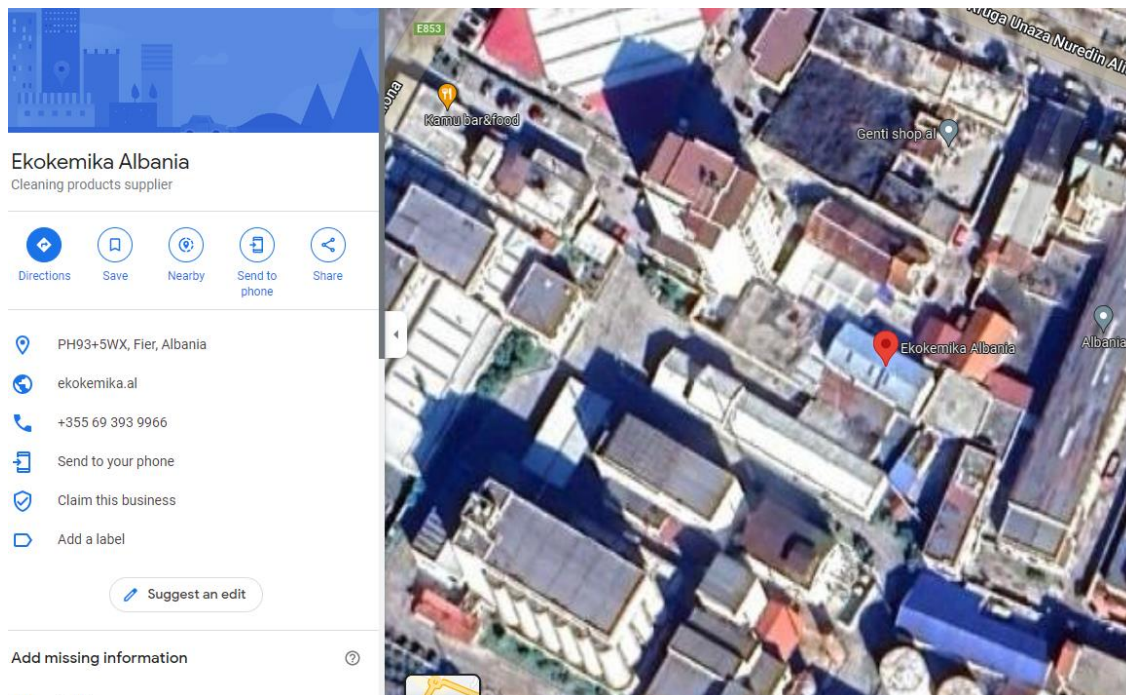 Ekokemika Albania
Cleaning products supplier
Directions
Save
Nearby
Send to
phone
Share
PH93+5WX, Fier, Albania
ekokemika.al
+355 69 393 9966
Send to your phone
Claim this business
Add a label
Suggest an edit
Add missing information
E853
Rruga Unaza Nuredin Ali
ona
Kamu bar&food
Genti shop.al
Ekokemika Albania
Albania